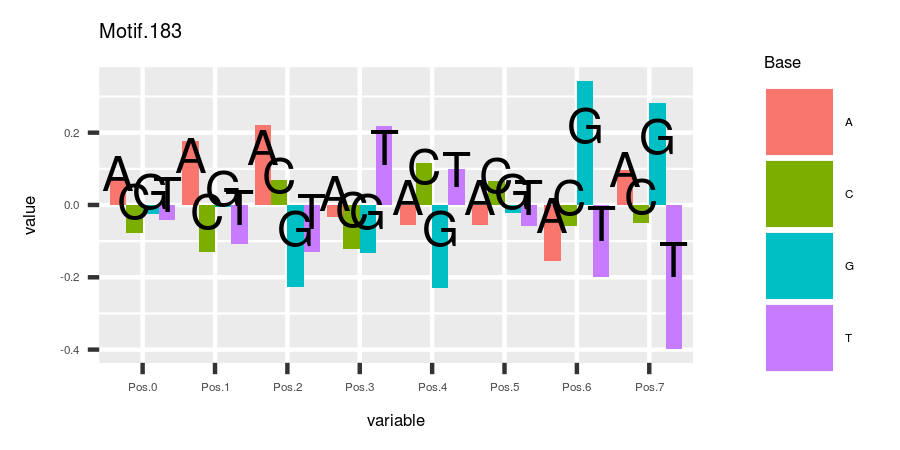 Motif.183
value
0.2
0.0
-0.2
-0.4
A C G T A C G T A C G T A C G T A C G T A C G T A C G T A C G T
Pos.0 Pos.1 Pos.2 Pos.3 Pos.4 Pos.5 Pos.6 Pos.7
variable
Base
A
C
G
T